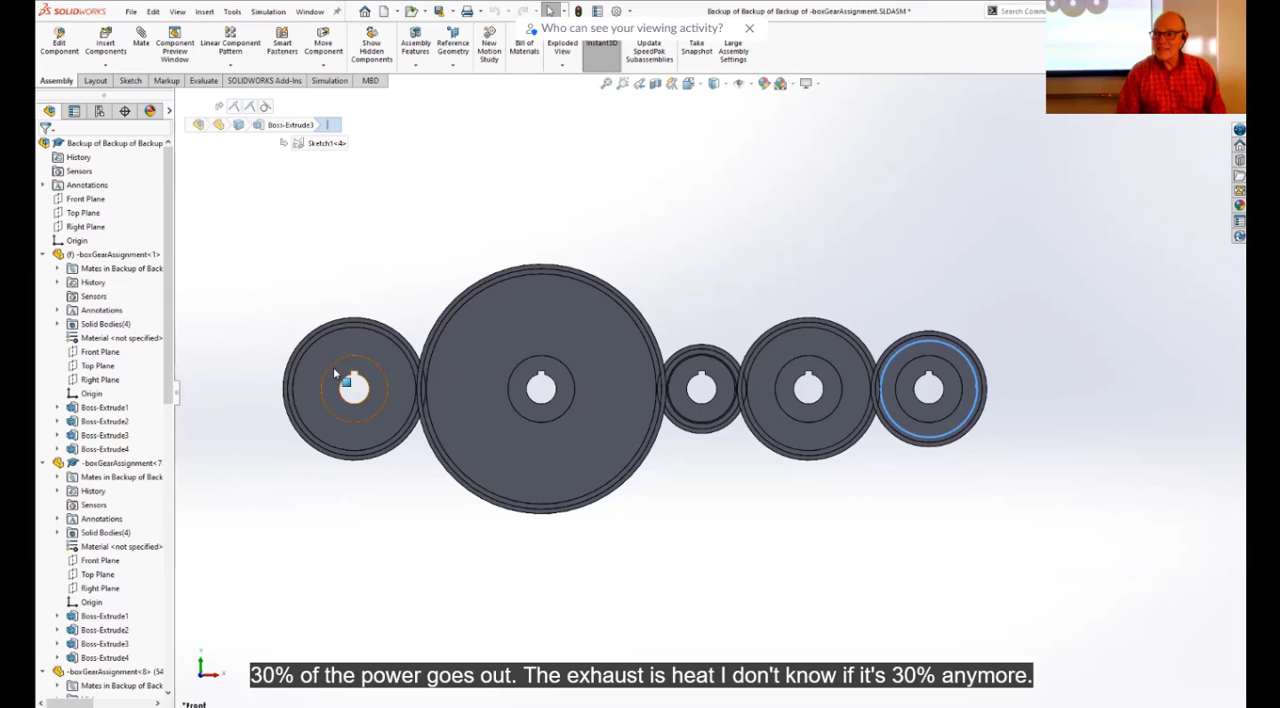 SOLIDWORKS File Edit View Insert Tools Simulation Window
Backup of Backup of Backup of -boxGearAssignment.SLDASM *
Who can see your viewing activity?
Edit Component
Insert Components
Mate
Component Preview Window
Linear Component Pattern
Smart Fasteners
Move Component
Show Hidden Components
Assembly Features
Reference Geometry
New Motion Study
Bill of Materials
Exploded View
Instant3D
Update SpeedPak Subassemblies
Take Snapshot
Large Assembly Settings
Assembly Layout Sketch Markup Evaluate SOLIDWORKS Add-Ins Simulation MBD
Boss-Extrude3
Sketch1<4>
Backup of Backup of Backup
History
Sensors
Annotations
Front Plane
Top Plane
Right Plane
Origin
(f) -boxGearAssignment<1>
Mates in Backup of Back
History
Sensors
Annotations
Solid Bodies(4)
Material <not specified>
Front Plane
Top Plane
Right Plane
Origin
Boss-Extrude1
Boss-Extrude2
Boss-Extrude3
Boss-Extrude4
-boxGearAssignment<7
Mates in Backup of Back
History
Sensors
Annotations
Solid Bodies(4)
Material <not specified>
Front Plane
Top Plane
Right Plane
Origin
Boss-Extrude1
Boss-Extrude2
Boss-Extrude3
Boss-Extrude4
-boxGearAssignment<8> (54
Mates in Backup of Back
*Front
30% of the power goes out. The exhaust is heat I don't know if it's 30% anymore.